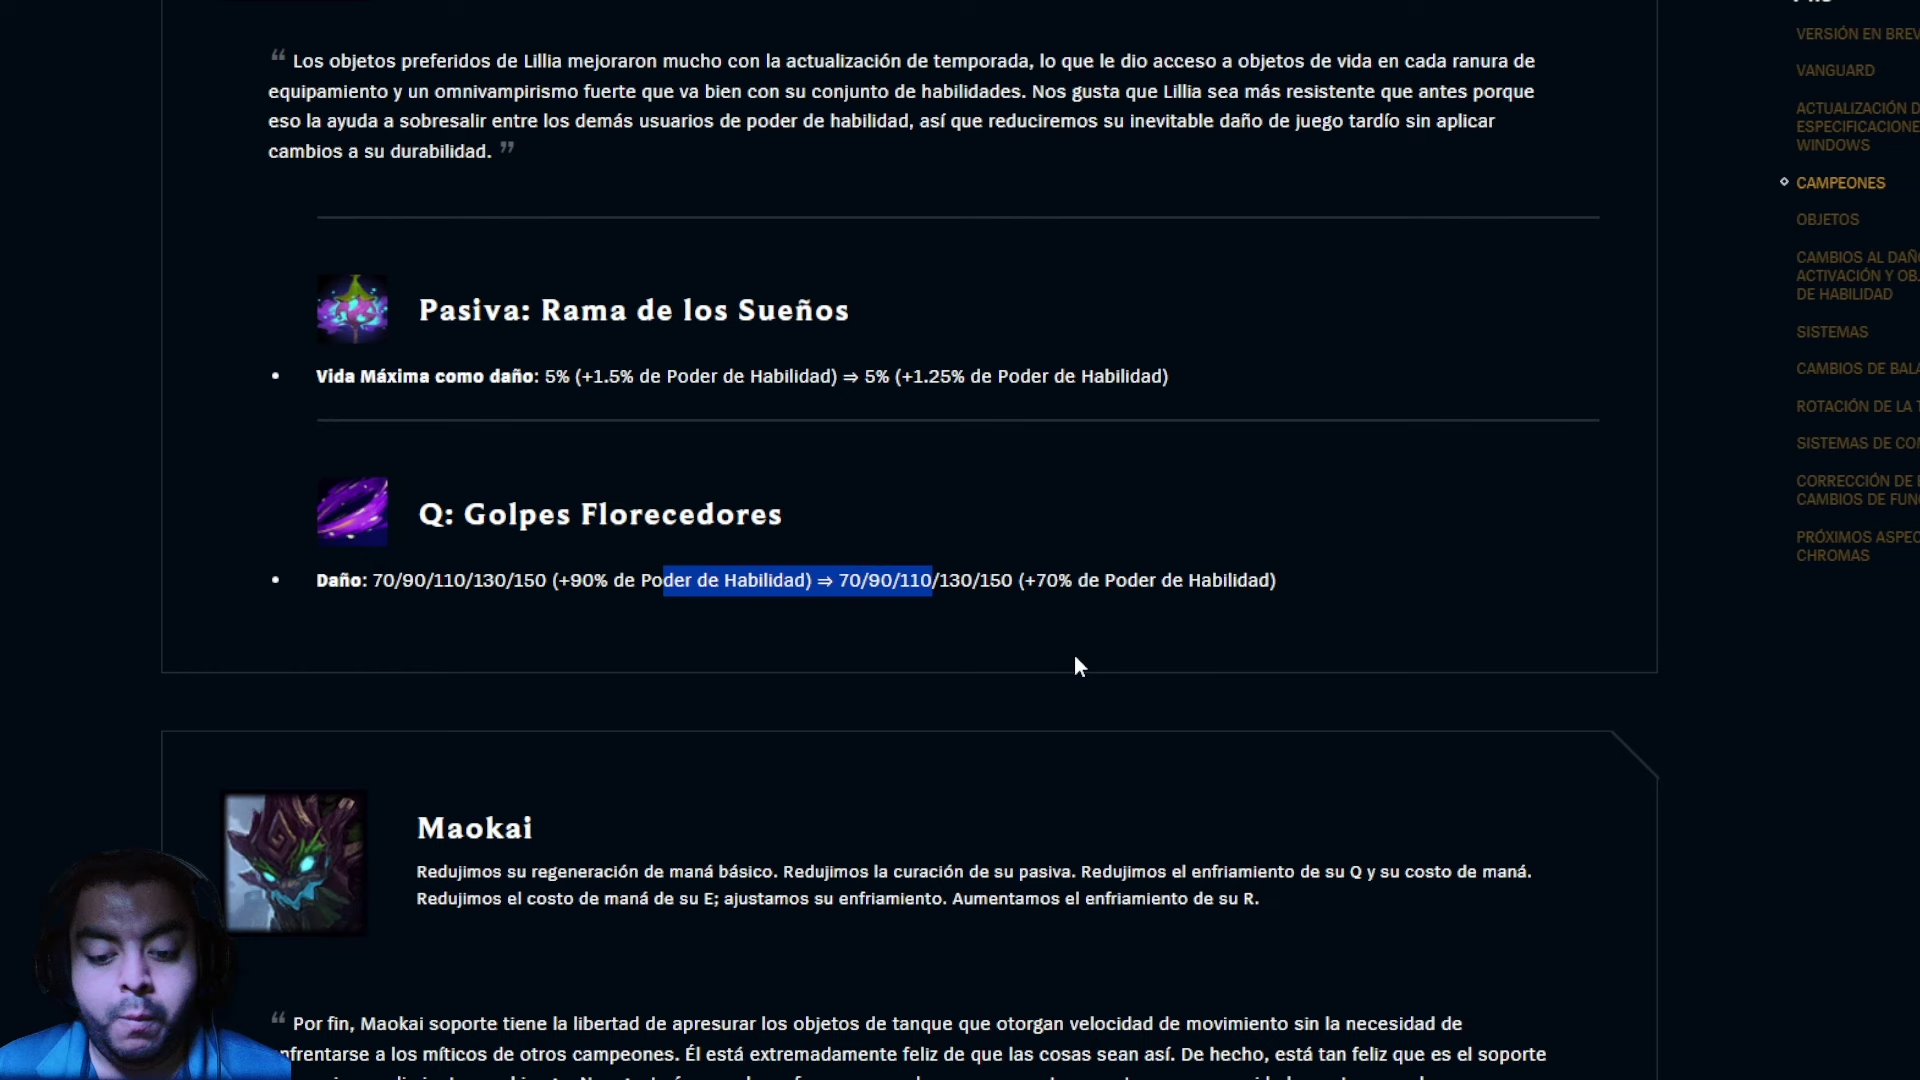 “ Los objetos preferidos de Lillia mejoraron mucho con la actualización de temporada, lo que le dio acceso a objetos de vida en cada ranura de
equipamiento y un omnivampirismo fuerte que va bien con su conjunto de habilidades. Nos gusta que Lillia sea más resistente que antes porque
eso la ayuda a sobresalir entre los demás usuarios de poder de habilidad, así que reduciremos su inevitable daño de juego tardío sin aplicar
cambios a su durabilidad. ”
Pasiva: Rama de los Sueños
• Vida Máxima como daño: 5% (+1.5% de Poder de Habilidad) ⇒ 5% (+1.25% de Poder de Habilidad)
Q: Golpes Florecedores
• Daño: 70/90/110/130/150 (+90% de Poder de Habilidad) ⇒ 70/90/110/130/150 (+70% de Poder de Habilidad)
Maokai
Redujimos su regeneración de maná básico. Redujimos la curación de su pasiva. Redujimos el enfriamiento de su Q y su costo de maná.
Redujimos el costo de maná de su E; ajustamos su enfriamiento. Aumentamos el enfriamiento de su R.
“ Por fin, Maokai soporte tiene la libertad de apresurar los objetos de tanque que otorgan velocidad de movimiento sin la necesidad de
nfrentarse a los míticos de otros campeones. Él está extremadamente feliz de que las cosas sean así. De hecho, está tan feliz que es el soporte
VERSIÓN EN BREV
VANGUARD
ACTUALIZACIÓN D
ESPECIFICACIONE
WINDOWS
CAMPEONES
OBJETOS
CAMBIOS AL DAÑ
ACTIVACIÓN Y OBJ
DE HABILIDAD
SISTEMAS
CAMBIOS DE BALA
ROTACIÓN DE LA T
SISTEMAS DE COM
CORRECCIÓN DE E
CAMBIOS DE FUN
PRÓXIMOS ASPEC
CHROMAS